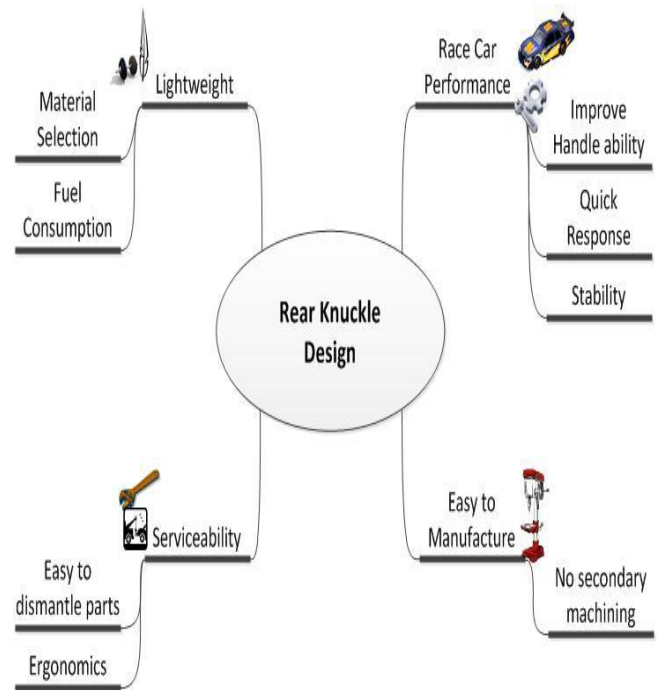 Rear Knuckle
Design
Lightweight
Material
Selection
Fuel
Consumption
Race Car
Performance
Improve
Handle ability
Quick
Response
Stability
Serviceability
Easy to
dismantle parts
Ergonomics
Easy to
Manufacture
No secondary
machining